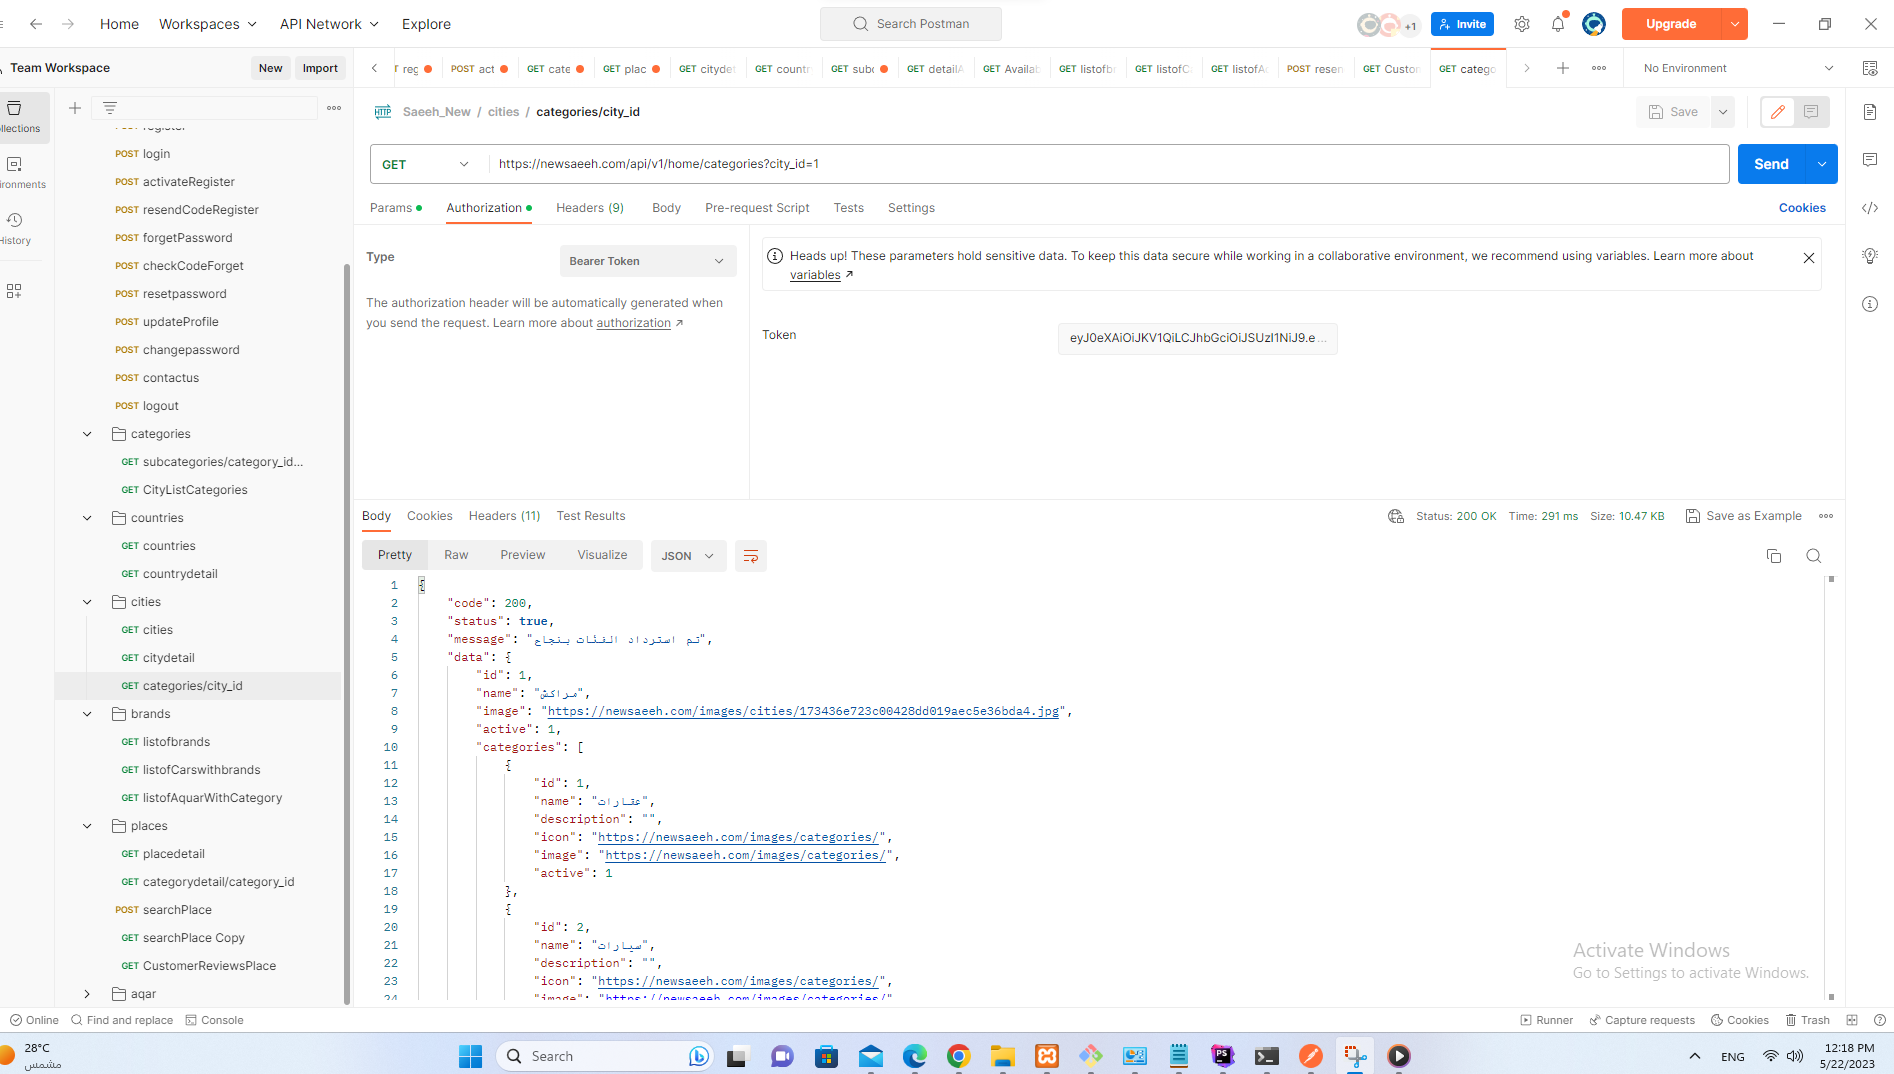 Home
Workspaces
API Network
Explore
Search Postman
+1
Invite
Upgrade
Team Workspace
New
Import
reg
POST act
GET cate
GET plac
GET cityde
GET countr
GET subc
GET detailA
GET Availab
GET listofb
GET listofC
GET listofA
POST resen
GET Custon
GET catego
No Environment
Saeeh_New / cities / categories/city_id
Save
GET
https://newsaeeh.com/api/v1/home/categories?city_id=1
Send
Params
Authorization
Headers (9)
Body
Pre-request Script
Tests
Settings
Cookies
Type
Bearer Token
The authorization header will be automatically generated when
you send the request. Learn more about authorization ↗
Heads up! These parameters hold sensitive data. To keep this data secure while working in a collaborative environment, we recommend using variables. Learn more about
variables ↗
Token
eyJ0eXAiOiJKV1QiLCJhbGciOiJSUzI1NiJ9.e...
llections
ironments
History
register
POST login
POST activateRegister
POST resendCodeRegister
POST forgetPassword
POST checkCodeForget
POST resetpassword
POST updateProfile
POST changepassword
POST contactus
POST logout
categories
GET subcategories/category_id...
GET CityListCategories
countries
GET countries
GET countrydetail
cities
GET cities
GET citydetail
GET categories/city_id
brands
GET listofbrands
GET listofCarswithbrands
GET listofAquarWithCategory
places
GET placedetail
GET categorydetail/category_id
POST searchPlace
GET searchPlace Copy
GET CustomerReviewsPlace
aqar
Body
Cookies
Headers (11)
Test Results
Status: 200 OK
Time: 291 ms
Size: 10.47 KB
Save as Example
Pretty
Raw
Preview
Visualize
JSON
1 {
2 "code": 200,
3 "status": true,
4 "message": "تم استرداد الفئات بنجاح",
5 "data": {
6 "id": 1,
7 "name": "مراكش",
8 "image": "https://newsaeeh.com/images/cities/173436e723c00428dd019aec5e36bda4.jpg",
9 "active": 1,
10 "categories": [
11 {
12 "id": 1,
13 "name": "عقارات",
14 "description": "",
15 "icon": "https://newsaeeh.com/images/categories/",
16 "image": "https://newsaeeh.com/images/categories/",
17 "active": 1
18 },
19 {
20 "id": 2,
21 "name": "سيارات",
22 "description": "",
23 "icon": "https://newsaeeh.com/images/categories/",
24 "image": "https://newsaeeh.com/images/categories/"
Activate Windows
Go to Settings to activate Windows.
Online
Find and replace
Console
Runner
Capture requests
Cookies
Trash
28°C
مشمس
Search
ENG
12:18 PM
5/22/2023